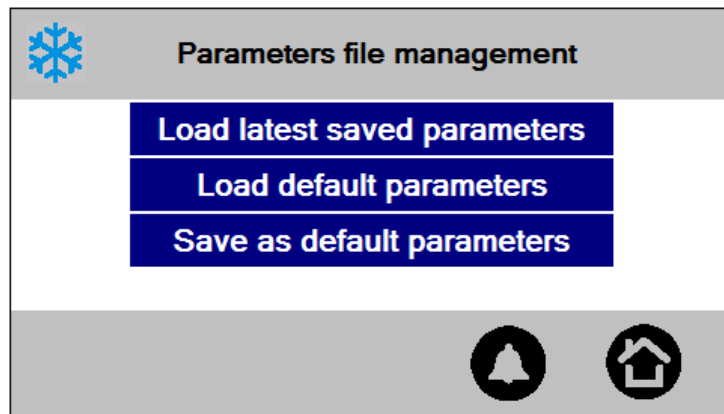 Parameters file management
Load latest saved parameters
Load default parameters
Save as default parameters